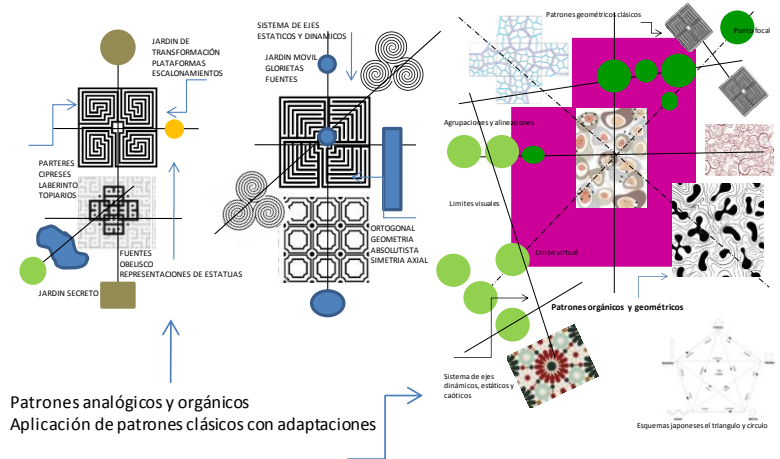 JARDIN DE
TRANSFORMACIÓN
PLATAFORMAS
ESCALONAMIENTOS
PARTERES
CIPRESES
LABERINTO
TOPIARIOS
FUENTES
OBELISCO
REPRESENTACIONES DE ESTATUAS
JARDIN SECRETO
SISTEMA DE EJES
ESTATICOS Y DINAMICOS
JARDIN MOVIL
GLORIETAS
FUENTES
ORTOGONAL
GEOMETRIA
ABSOLUTISTA
SIMETRIA AXIAL
Patrones geométricos clásicos
Punto focal
Agrupaciones y alineaciones
Limites visuales
Unión virtual
Patrones orgánicos y geométricos
Sistema de ejes
dinámicos, estáticos y
caóticos
Esquemas japoneses el triangulo y circulo
Patrones analógicos y orgánicos
Aplicación de patrones clásicos con adaptaciones